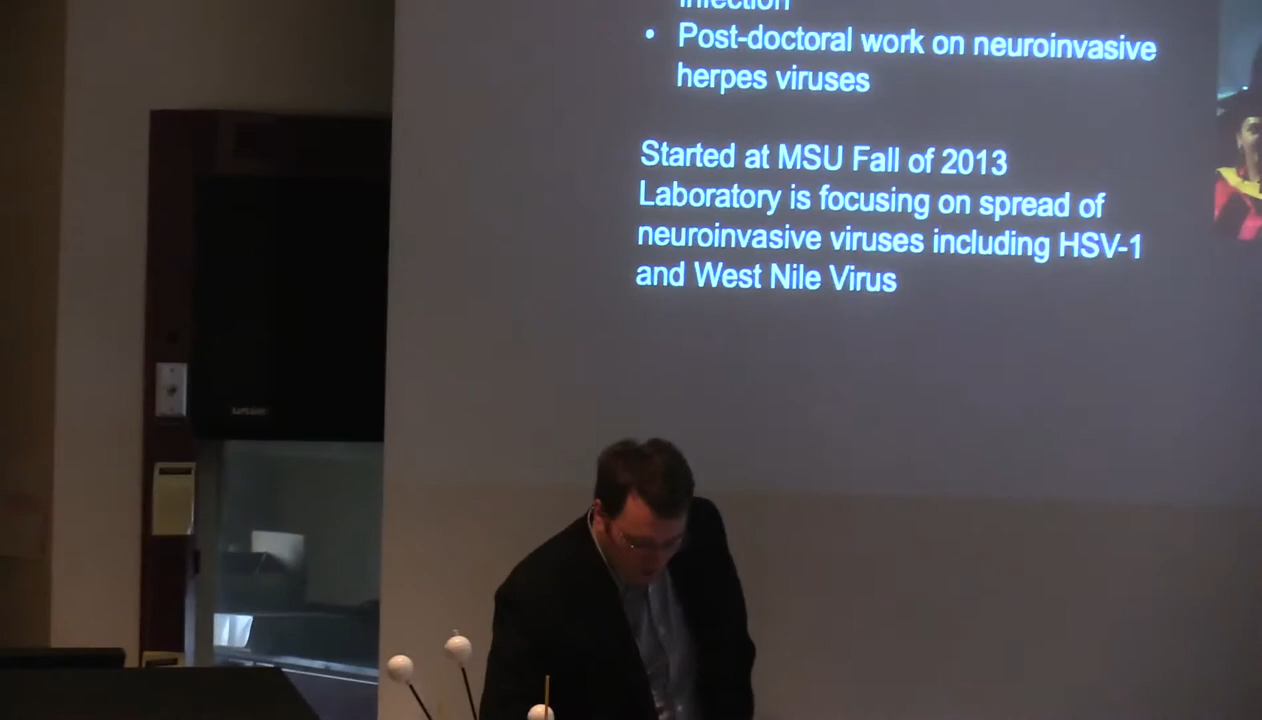 infection
• Post-doctoral work on neuroinvasive
herpes viruses
Started at MSU Fall of 2013
Laboratory is focusing on spread of
neuroinvasive viruses including HSV-1
and West Nile Virus